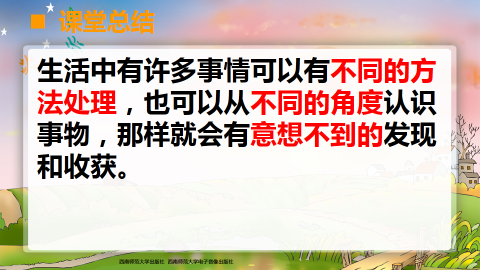 课堂总结
生活中有许多事情可以有不同的方
法处理，也可以从不同的角度认识
事物，那样就会有意想不到的发现
和收获。
西南师范大学出版社 西南师范大学电子音像出版社